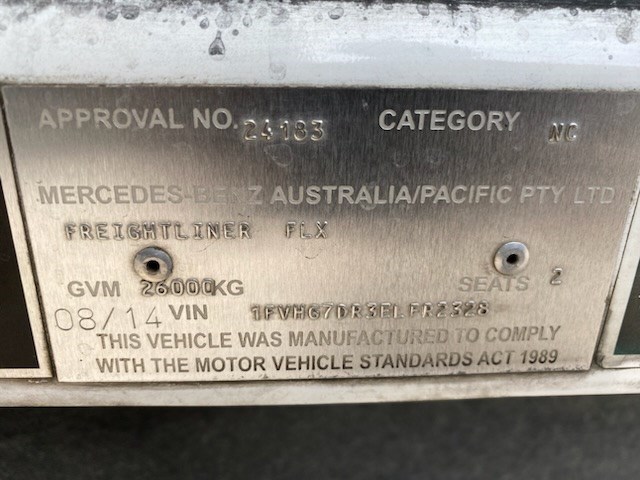 APPROVAL NO. 24183 CATEGORY NC
MERCEDES-BENZ AUSTRALIA/PACIFIC PTY LTD
FREIGHTLINER FLX
GVM 26000KG SEATS 2
08/14 VIN 1FVHG7DR3ELFR2328
THIS VEHICLE WAS MANUFACTURED TO COMPLY
WITH THE MOTOR VEHICLE STANDARDS ACT 1989